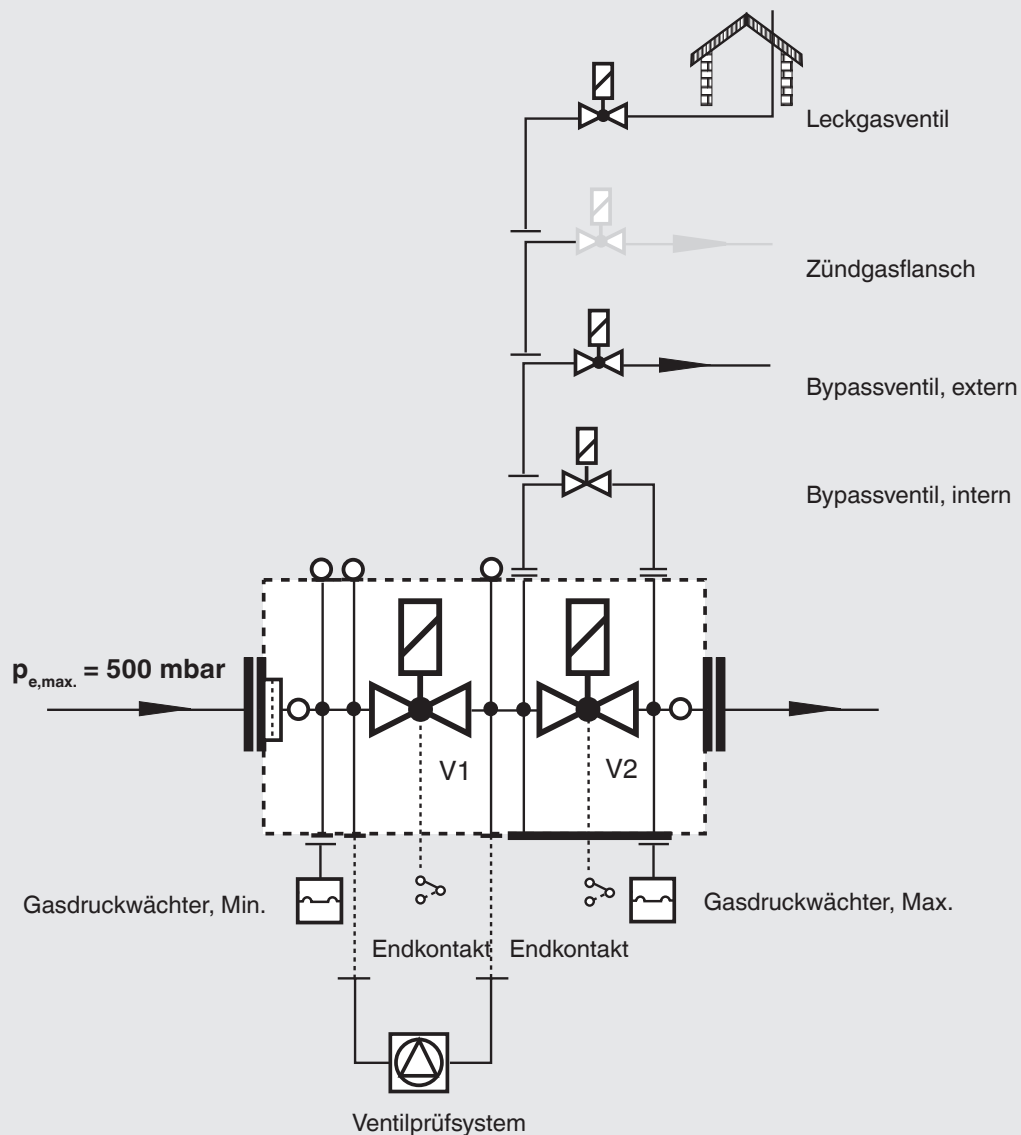 Leckgasventil
Zündgasflansch
Bypassventil, extern
Bypassventil, intern
pe,max. = 500 mbar
V1
V2
Gasdruckwächter, Min.
Gasdruckwächter, Max.
Endkontakt
Endkontakt
Ventilprüfsystem